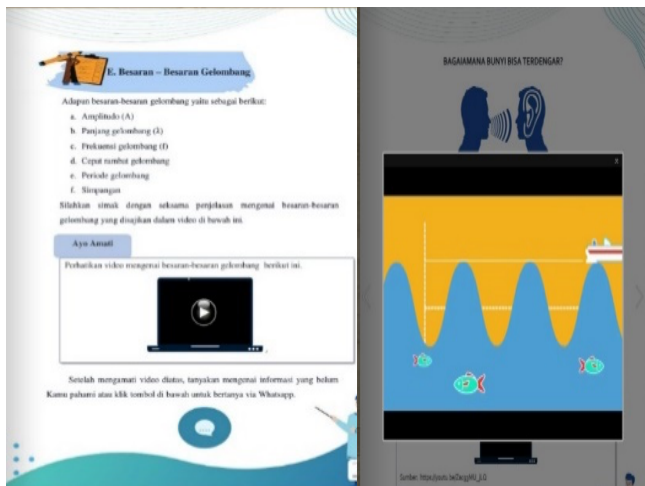 E. Besaran – Besaran Gelombang
Adapun besaran-besaran gelombang yaitu sebagai berikut:
a. Amplitudo (A)
b. Panjang gelombang (λ)
c. Frekuensi gelombang (f)
d. Cepat rambat gelombang
e. Periode gelombang
f. Simpangan
Silahkan simak dengan seksama penjelasan mengenai besaran-besaran
gelombang yang disajikan dalam video di bawah ini.
Ayo Amati
Perhatikan video mengenai besaran-besaran gelombang berikut ini.
Setelah mengamati video diatas, tanyakan mengenai informasi yang belum
Kamu pahami atau klik tombol di bawah untuk bertanya via Whatsapp.
BAGAIAMANA BUNYI BISA TERDENGAR?
x
Sumber: